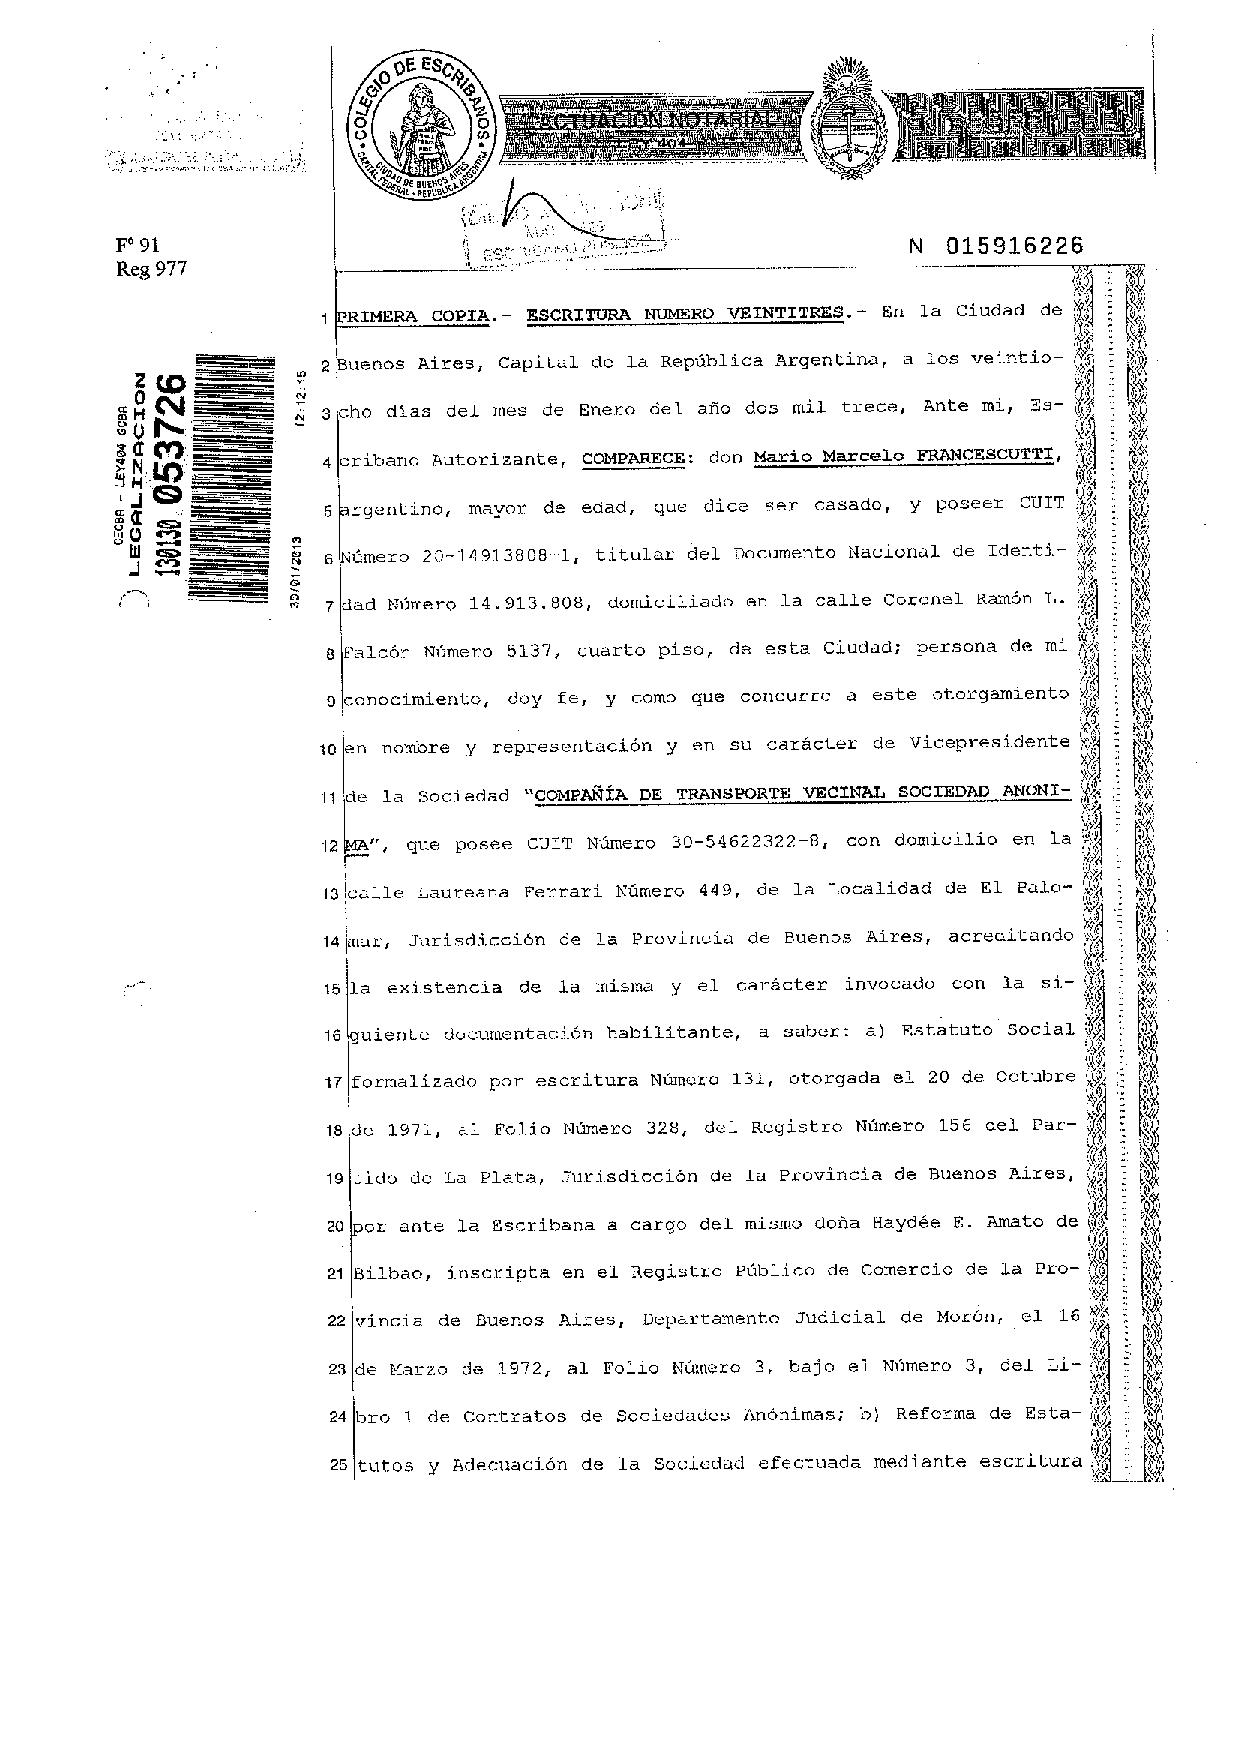 COLEGIO DE ESCRIBANOS
CIUDAD DE BUENOS AIRES
CAPITAL FEDERAL - REPUBLICA ARGENTINA
ACTUACION NOTARIAL
Fº 91
Reg 977
N 015916226
CECBA - LEY 404 GCBA
LEGALIZACION
130130 053726
30/01/2013
12:12:15
1 PRIMERA COPIA.- ESCRITURA NUMERO VEINTITRES.- En la Ciudad de
2 Buenos Aires, Capital de la República Argentina, a los veintio-
3 cho días del mes de Enero del año dos mil trece, Ante mi, Es-
4 cribano Autorizante, COMPARECE: don Mario Marcelo FRANCESCUTTI,
5 argentino, mayor de edad, que dice ser casado, y poseer CUIT
6 Número 20-14913808-1, titular del Documento Nacional de Identi-
7 dad Número 14.913.808, domiciliado en la calle Coronel Ramón L.
8 Falcón Número 5137, cuarto piso, de esta Ciudad; persona de mi
9 conocimiento, doy fe, y como que concurre a este otorgamiento
10 en nombre y representación y en su carácter de Vicepresidente
11 de la Sociedad "COMPAÑÍA DE TRANSPORTE VECINAL SOCIEDAD ANONI-
12 MA", que posee CUIT Número 30-54622322-8, con domicilio en la
13 calle Laureana Ferrari Número 449, de la Localidad de El Palo-
14 mar, Jurisdicción de la Provincia de Buenos Aires, acreditando
15 la existencia de la misma y el carácter invocado con la si-
16 guiente documentación habilitante, a saber: a) Estatuto Social
17 formalizado por escritura Número 131, otorgada el 20 de Octubre
18 de 1971, al Folio Número 328, del Registro Número 156 del Par-
19 tido de La Plata, Jurisdicción de la Provincia de Buenos Aires,
20 por ante la Escribana a cargo del mismo doña Haydée E. Amato de
21 Bilbao, inscripta en el Registro Público de Comercio de la Pro-
22 vincia de Buenos Aires, Departamento Judicial de Morón, el 16
23 de Marzo de 1972, al Folio Número 3, bajo el Número 3, del Li-
24 bro 1 de Contratos de Sociedades Anónimas; b) Reforma de Esta-
25 tutos y Adecuación de la Sociedad efectuada mediante escritura